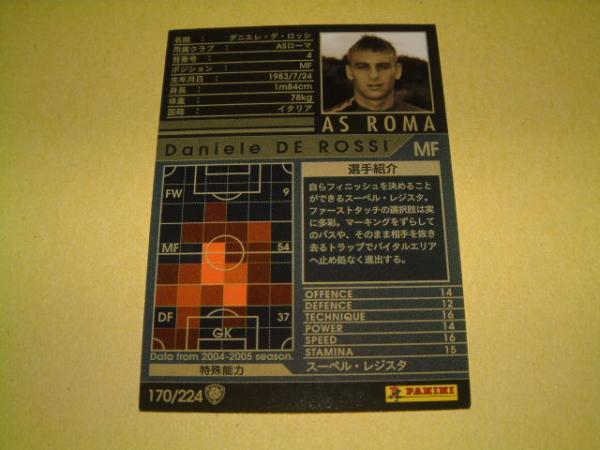 名前 : ダニエレ・デ・ロッシ
所属クラブ : ASローマ
背番号 : 4
ポジション : MF
生年月日 : 1983/7/24
身長 : 1m84cm
体重 : 78kg
国籍 : イタリア
AS ROMA
Daniele DE ROSSI MF
FW 9
MF 54
DF 37
GK
Data from 2004-2005 season.
選手紹介
自らフィニッシュを決めること
ができるスーペル・レジスタ。
ファーストタッチの選択肢は実
に多彩。マーキングをずらして
のパスや、そのまま相手を抜き
去るトラップでバイタルエリア
へ止め処なく進出する。
OFFENCE 14
DEFENCE 12
TECHNIQUE 16
POWER 14
SPEED 16
STAMINA 15
特殊能力 スーペル・レジスタ
170/224
PANINI